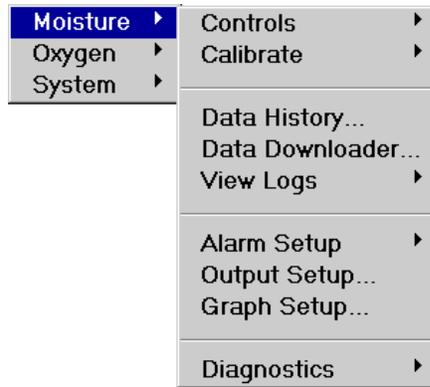 Moisture
Oxygen
System
Controls
Calibrate
Data History...
Data Downloader...
View Logs
Alarm Setup
Output Setup...
Graph Setup...
Diagnostics